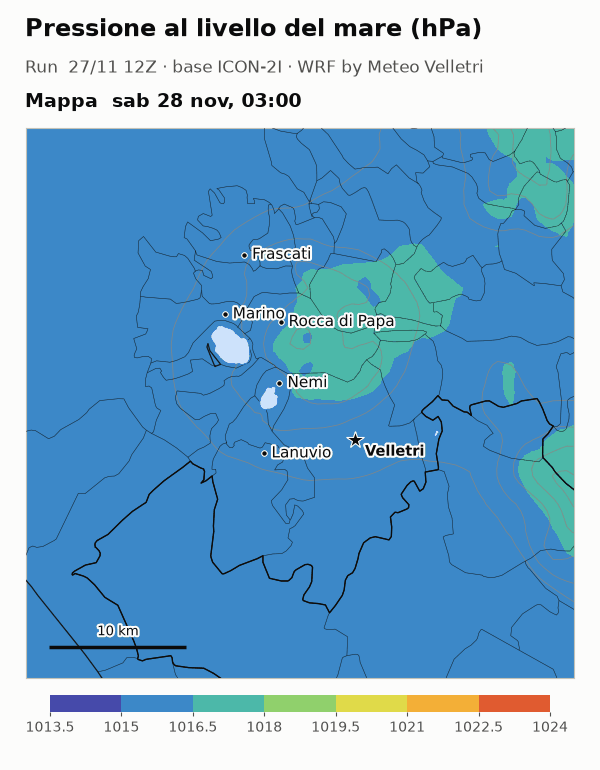 Pressione al livello del mare (hPa)
Run  27/11 12Z · base ICON-2I · WRF by Meteo Velletri
Mappa  sab 28 nov, 03:00
Frascati
Marino
Rocca di Papa
Nemi
Velletri
Lanuvio
10 km
1013.5 1015 1016.5 1018 1019.5 1021 1022.5 1024